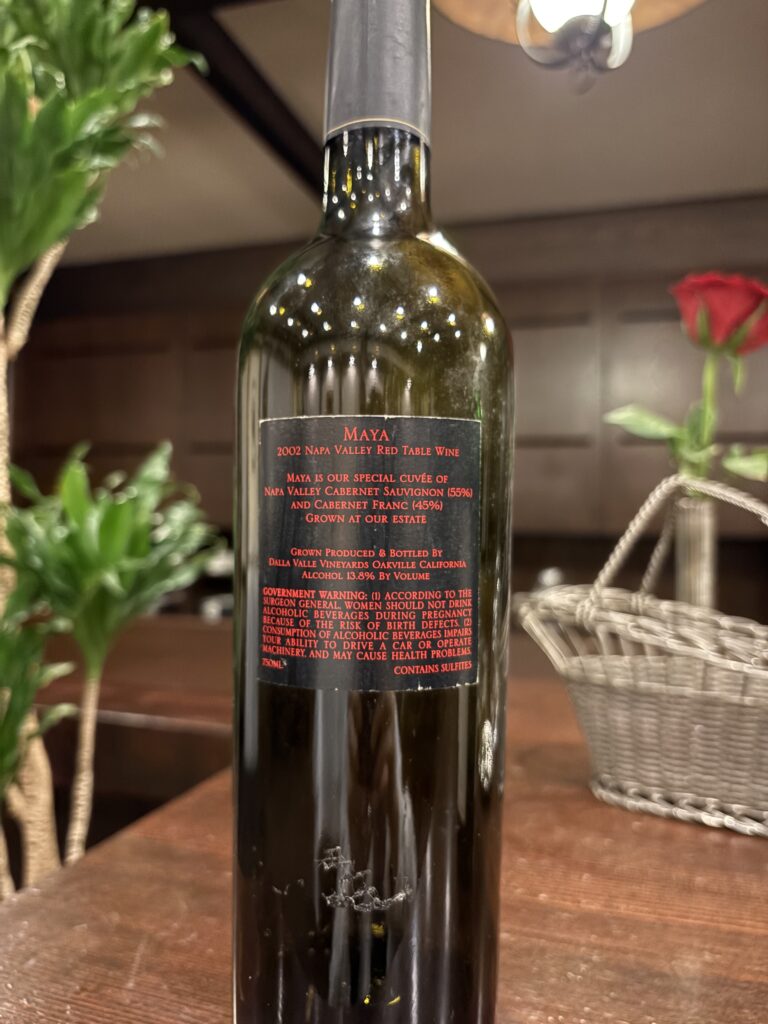 Maya
2002 Napa Valley Red Table Wine
Maya is our special cuvée of
Napa Valley Cabernet Sauvignon (55%)
and Cabernet Franc (45%)
Grown at our estate
Grown Produced & Bottled By
Dalla Valle Vineyards Oakville California
Alcohol 13.8% By Volume
GOVERNMENT WARNING: (1) ACCORDING TO THE
SURGEON GENERAL, WOMEN SHOULD NOT DRINK
ALCOHOLIC BEVERAGES DURING PREGNANCY
BECAUSE OF THE RISK OF BIRTH DEFECTS. (2)
CONSUMPTION OF ALCOHOLIC BEVERAGES IMPAIRS
YOUR ABILITY TO DRIVE A CAR OR OPERATE
MACHINERY, AND MAY CAUSE HEALTH PROBLEMS.
750ML CONTAINS SULFITES